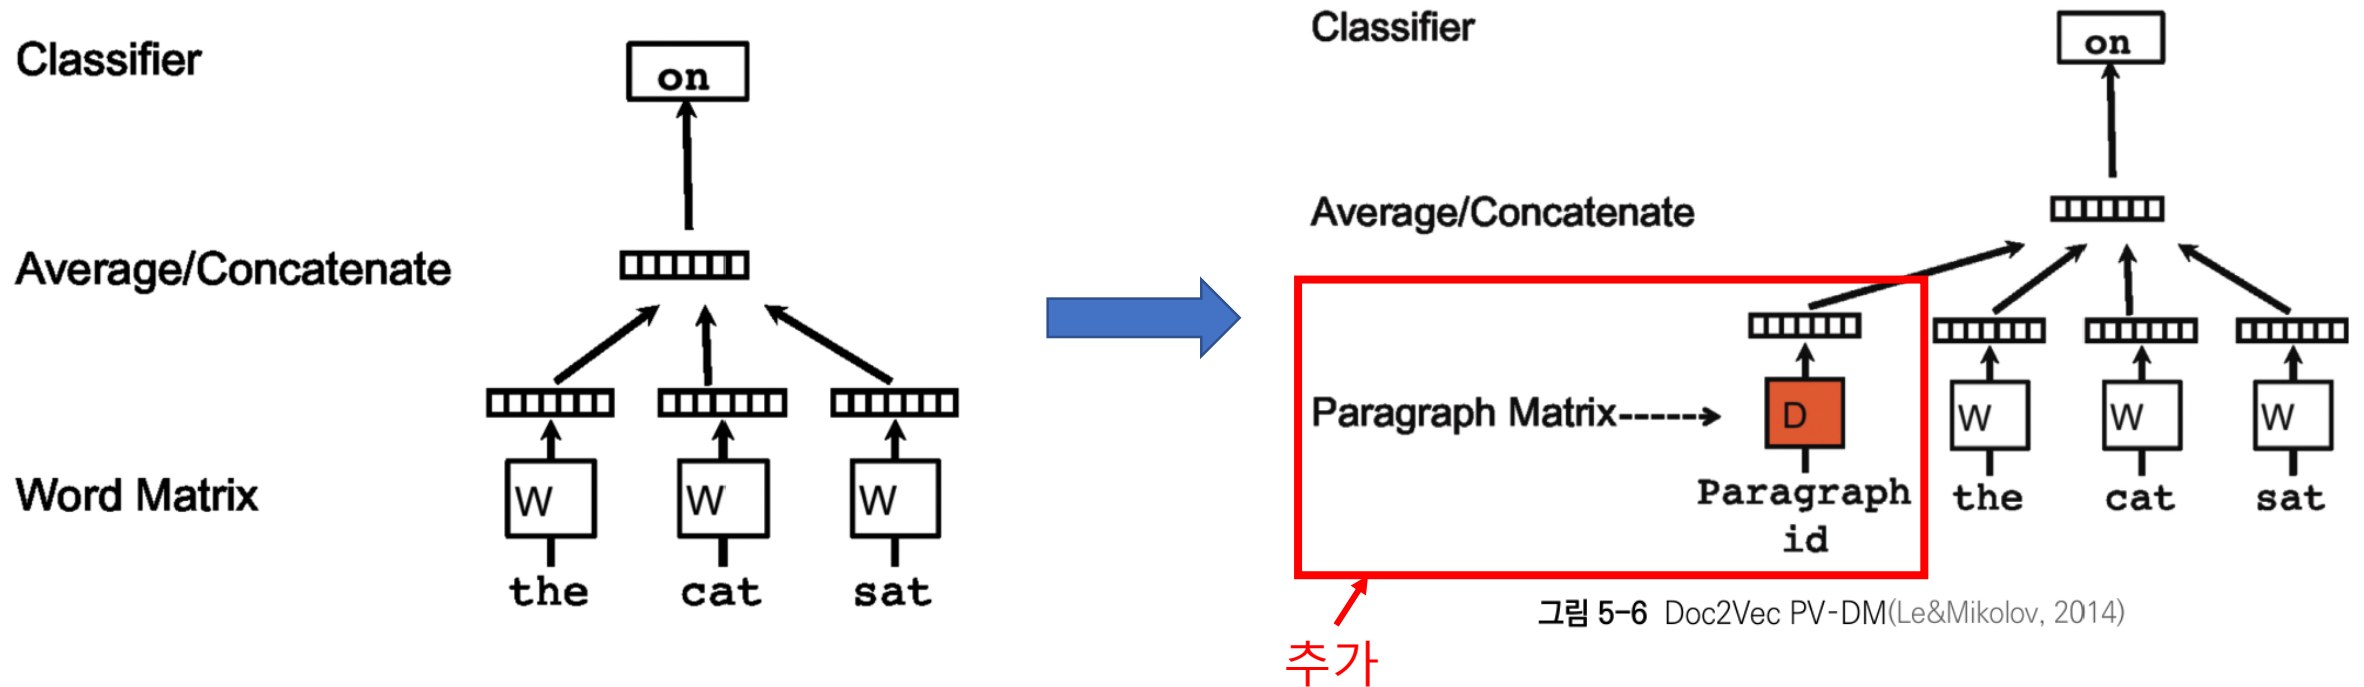 Classifier
on
Average/Concatenate
Word Matrix
W W W
the cat sat
Classifier
on
Average/Concatenate
Paragraph Matrix
D W W W
Paragraph id the cat sat
그림 5-6 Doc2Vec PV-DM(Le&Mikolov, 2014)
추가